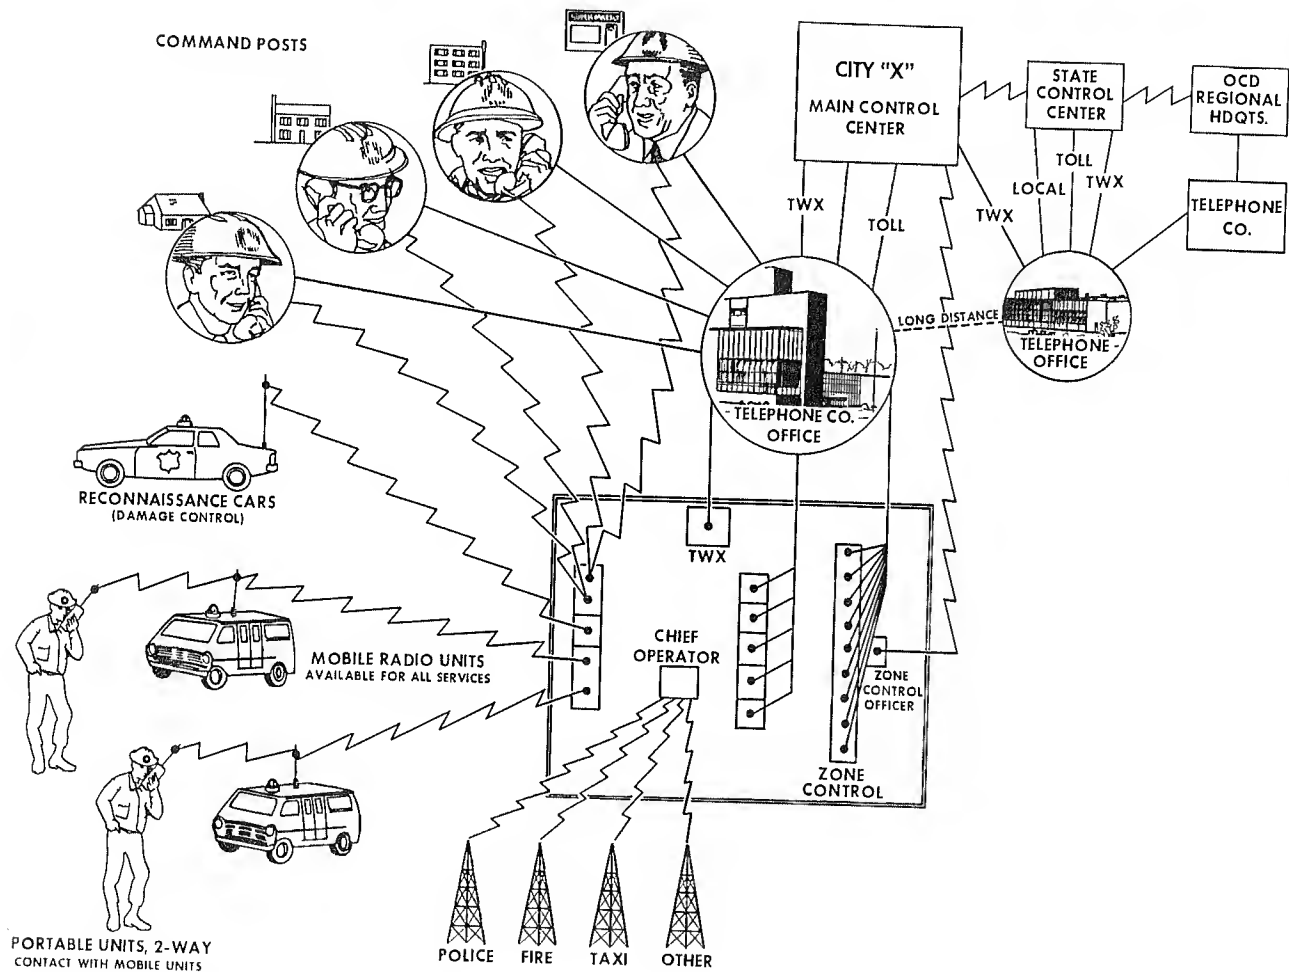 COMMAND POSTS
CITY "X"
MAIN CONTROL
CENTER
STATE
CONTROL
CENTER
OCD
REGIONAL
HDQTS.
TWX
TOLL
TWX
LOCAL
TOLL
TWX
TELEPHONE
CO.
LONG DISTANCE
TELEPHONE
OFFICE
TELEPHONE CO.
OFFICE
RECONNAISSANCE CARS
(DAMAGE CONTROL)
TWX
MOBILE RADIO UNITS
AVAILABLE FOR ALL SERVICES
CHIEF
OPERATOR
ZONE
CONTROL
OFFICER
ZONE
CONTROL
PORTABLE UNITS, 2-WAY
CONTACT WITH MOBILE UNITS
POLICE
FIRE
TAXI
OTHER